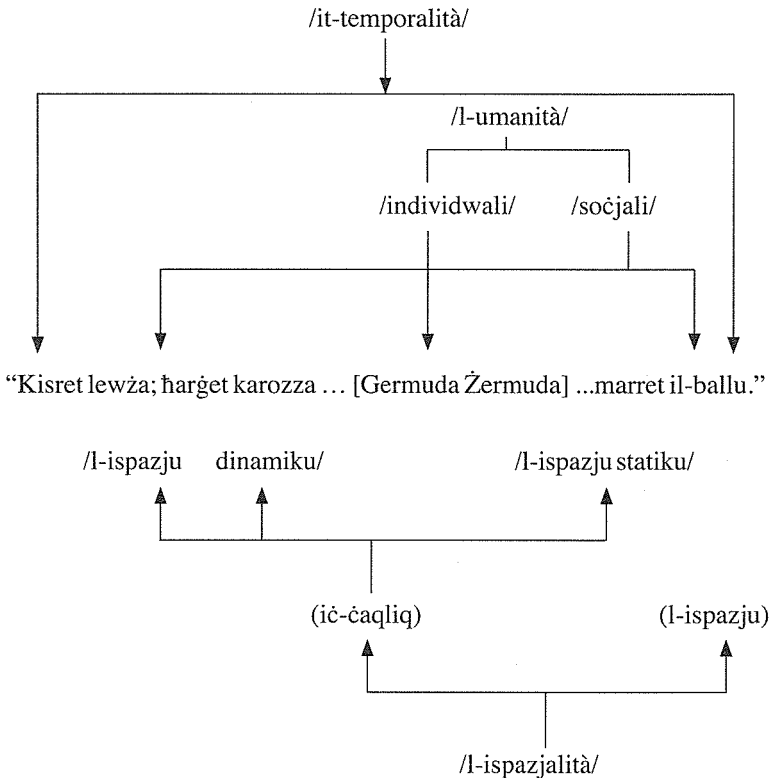 /it-temporalità/
/l-umanità/
/individwali/ /soċjali/
“Kisret lewża; ħarġet karozza ... [Germuda Żermuda] ...marret il-ballu.”
/l-ispazju dinamiku/ /l-ispazju statiku/
(iċ-ċaqliq) (l-ispazju)
/l-ispazjalità/